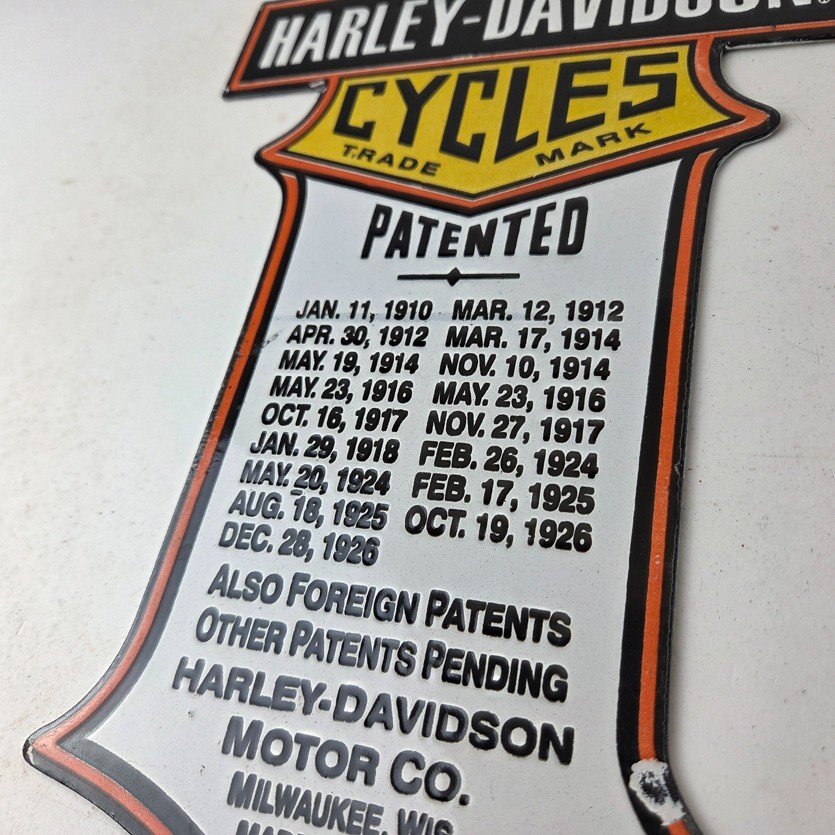 HARLEY-DAVIDSON
CYCLES
TRADE MARK
PATENTED
JAN. 11, 1910 MAR. 12, 1912
APR. 30, 1912 MAR. 17, 1914
MAY. 19, 1914 NOV. 10, 1914
MAY. 23, 1916 MAY. 23, 1916
OCT. 16, 1917 NOV. 27, 1917
JAN. 29, 1918 FEB. 26, 1924
MAY. 20, 1924 FEB. 17, 1925
AUG. 18, 1925 OCT. 19, 1926
DEC. 28, 1926
ALSO FOREIGN PATENTS
OTHER PATENTS PENDING
HARLEY-DAVIDSON
MOTOR CO.
MILWAUKEE, WIS